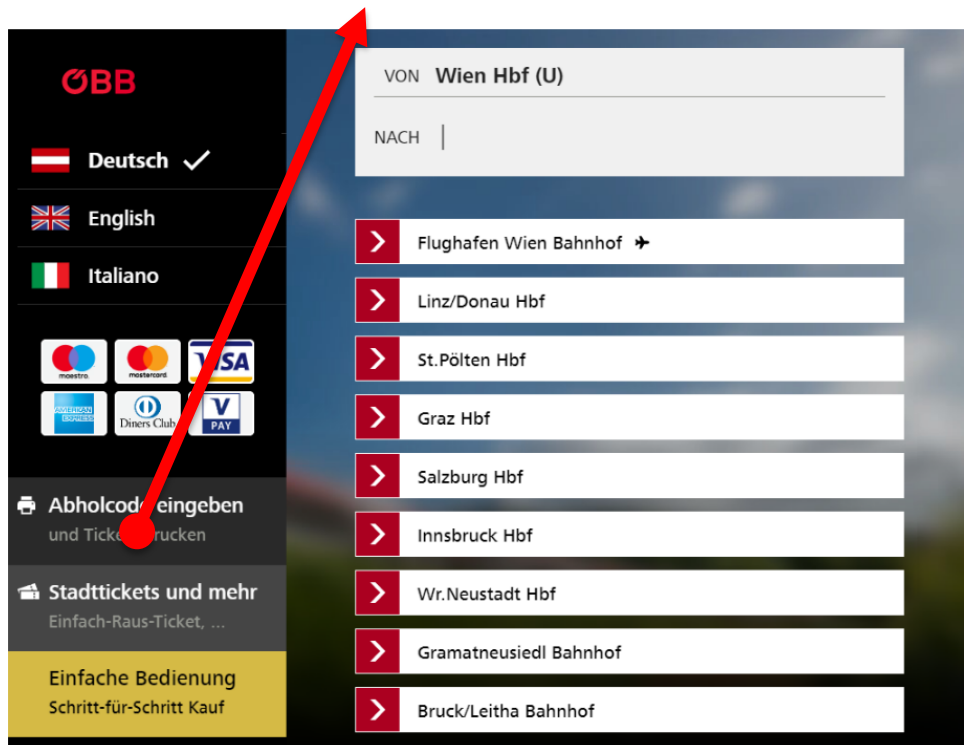 ÖBB
Deutsch
English
Italiano
maestro
mastercard
VISA
AMERICAN EXPRESS
Diners Club
V PAY
Abholcode eingeben
und Ticket drucken
Stadttickets und mehr
Einfach-Raus-Ticket, ...
Einfache Bedienung
Schritt-für-Schritt Kauf
VON Wien Hbf (U)
NACH
Flughafen Wien Bahnhof
Linz/Donau Hbf
St.Pölten Hbf
Graz Hbf
Salzburg Hbf
Innsbruck Hbf
Wr.Neustadt Hbf
Gramatneusiedl Bahnhof
Bruck/Leitha Bahnhof